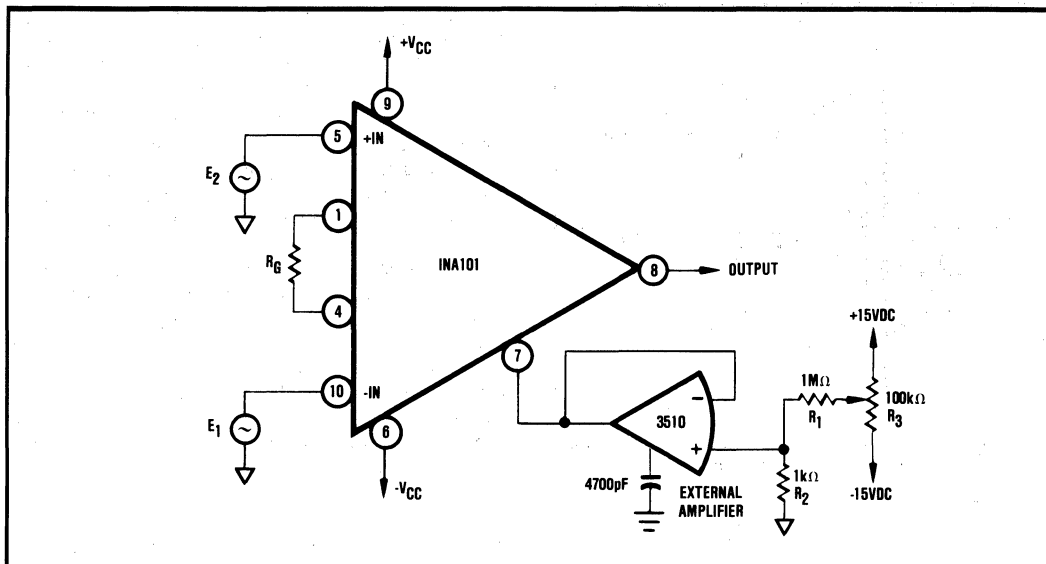 +VCC
9
5
+IN
E2
1
RG
INA101
8
OUTPUT
4
+15VDC
7
1MΩ
100kΩ
R1
R3
10
-IN
3510
−
+
E1
6
1kΩ
R2
-15VDC
4700pF
EXTERNAL
AMPLIFIER
-VCC